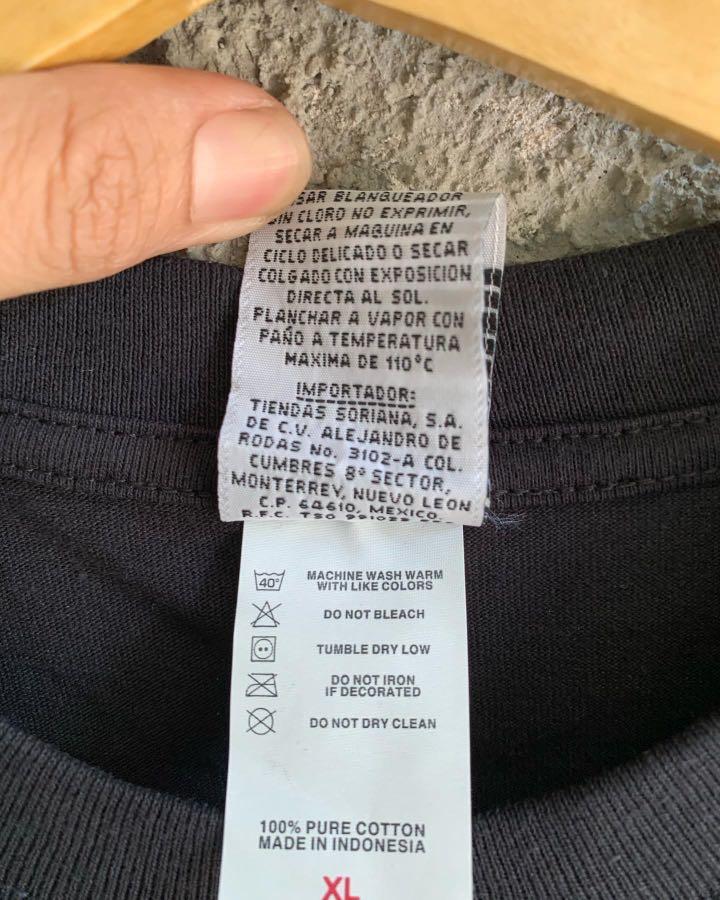 BLANQUEADOR
SIN CLORO NO EXPRIMIR,
SECAR A MAQUINA EN
CICLO DELICADO O SECAR
COLGADO CON EXPOSICION
DIRECTA AL SOL.
PLANCHAR A VAPOR CON
PAÑO A TEMPERATURA
MAXIMA DE 110°C
IMPORTADOR:
TIENDAS SORIANA, S.A.
DE C.V. ALEJANDRO DE
RODAS No. 3102-A COL.
CUMBRES 8° SECTOR,
MONTERREY, NUEVO LEON
C.P. 64610, MEXICO
R.F.C.
40°
MACHINE WASH WARM
WITH LIKE COLORS
DO NOT BLEACH
TUMBLE DRY LOW
DO NOT IRON
IF DECORATED
DO NOT DRY CLEAN
100% PURE COTTON
MADE IN INDONESIA
XL